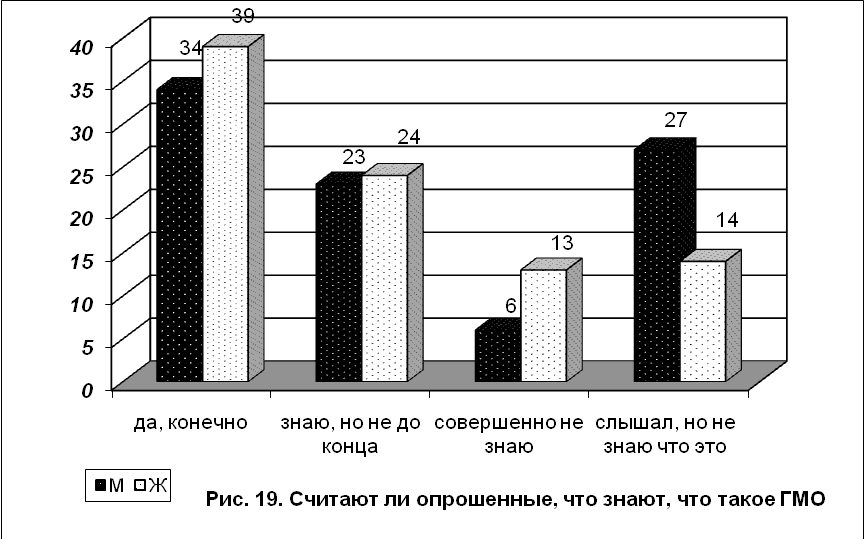 39
40
34
35
30
27
24
25
23
20
14
13
15
10
6
5
0
да, конечно
знаю, но не до конца
совершенно не знаю
слышал, но не знаю что это
М Ж
Рис. 19. Считают ли опрошенные, что знают, что такое ГМО